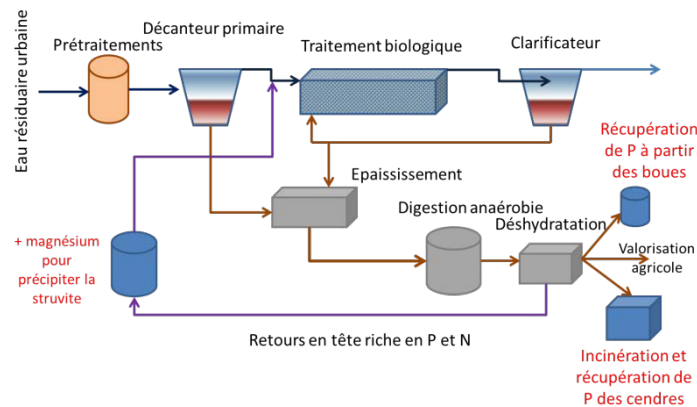 Eau résiduaire urbaine
Prétraitements
Décanteur primaire
Traitement biologique
Clarificateur
Récupération
de P à partir
des boues
Epaississement
Digestion anaérobie
Déshydratation
Valorisation
agricole
+ magnésium
pour
précipiter la
struvite
Retours en tête riche en P et N
Incinération et
récupération de
P des cendres